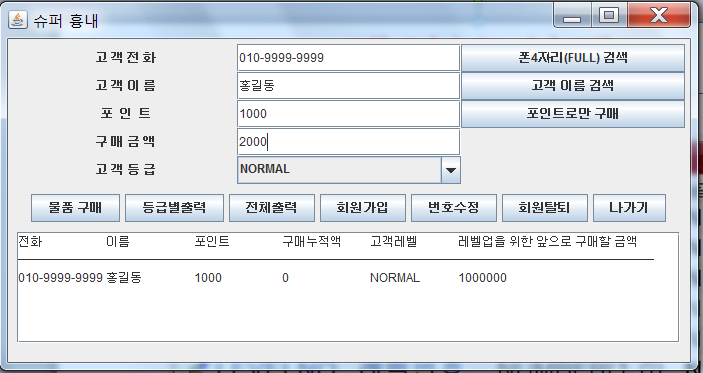 슈퍼 흉내
고 객 전 화 010-9999-9999 폰4자리(FULL) 검색
고 객 이 름 홍길동 고객 이름 검색
포 인 트 1000 포인트로만 구매
구 매 금 액 2000
고 객 등 급 NORMAL
물품 구매 등급별출력 전체출력 회원가입 번호수정 회원탈퇴 나가기
전화 이름 포인트 구매누적액 고객레벨 레벨업을 위한 앞으로 구매할 금액
010-9999-9999 홍길동 1000 0 NORMAL 1000000